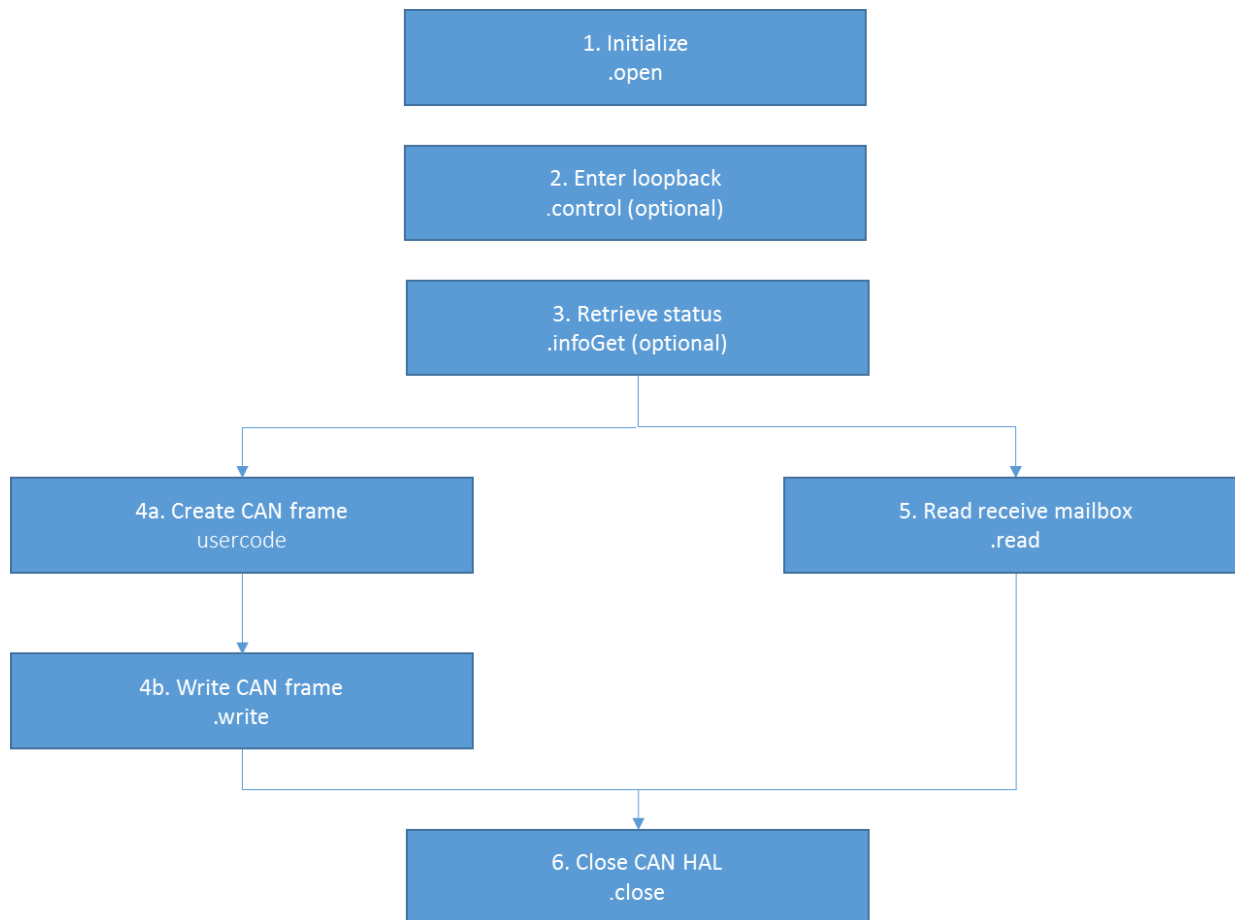 1. Initialize
.open
2. Enter loopback
.control (optional)
3. Retrieve status
.infoGet (optional)
4a. Create CAN frame
usercode
5. Read receive mailbox
.read
4b. Write CAN frame
.write
6. Close CAN HAL
.close